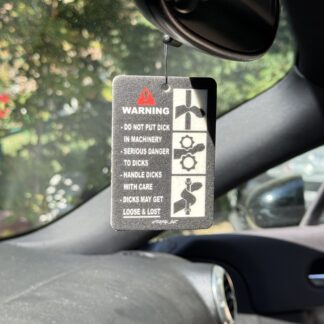 WARNING
- DO NOT PUT DICK
IN MACHINERY
- SERIOUS DANGER
TO DICKS
- HANDLE DICKS
WITH CARE
- DICKS MAY GET
LOOSE & LOST